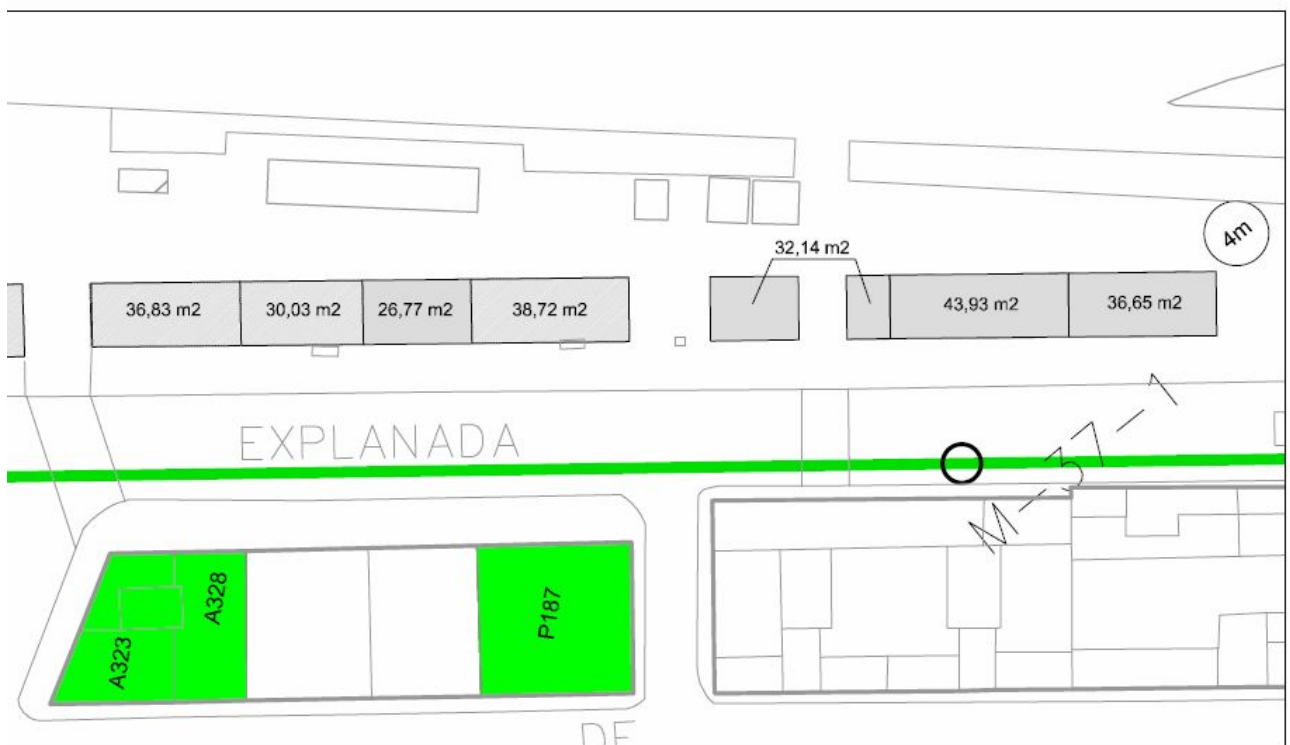 4m
32,14 m2
36,83 m2
30,03 m2
26,77 m2
38,72 m2
43,93 m2
36,65 m2
EXPLANADA
M-37-1
A323
A328
P187
DE